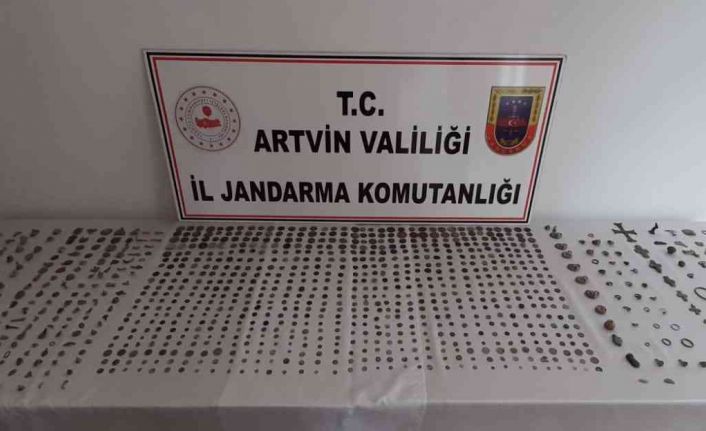 T.C.
ARTVİN VALİLİĞİ
İL JANDARMA KOMUTANLIĞI